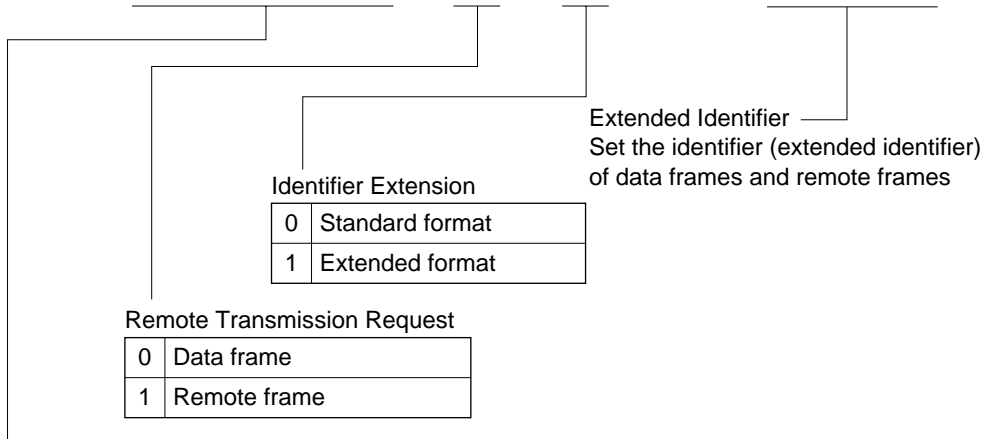 Extended Identifier
Set the identifier (extended identifier)
of data frames and remote frames
Identifier Extension
0 Standard format
1 Extended format
Remote Transmission Request
0 Data frame
1 Remote frame